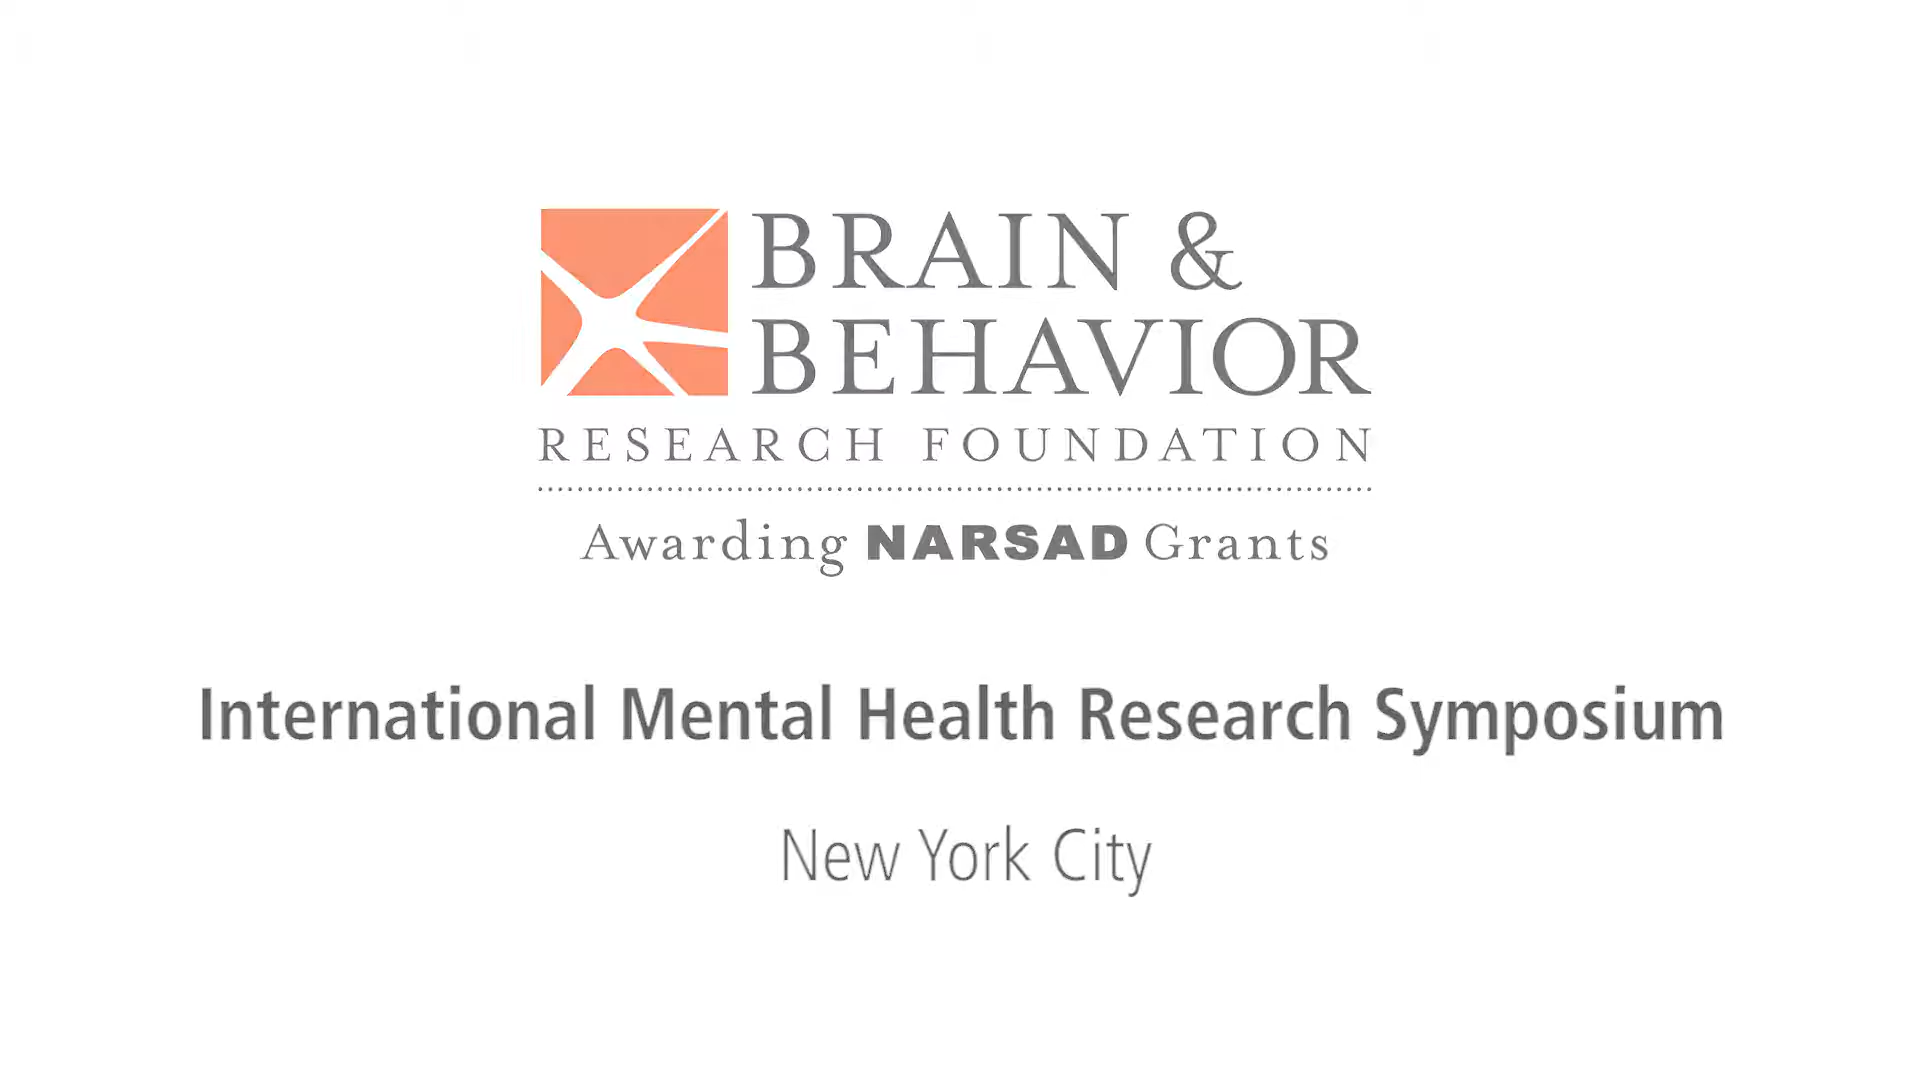 BRAIN &
BEHAVIOR
RESEARCH FOUNDATION
Awarding NARSAD Grants
International Mental Health Research Symposium
New York City